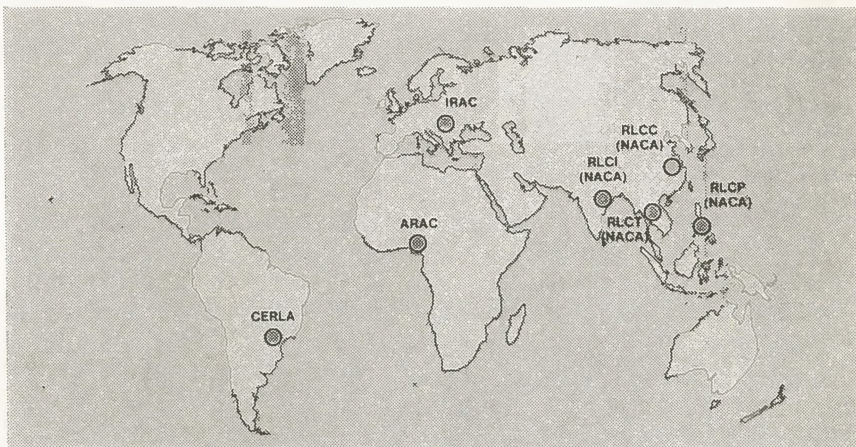 IRAC
RLCC
(NACA)
RLCI
(NACA)
RLCP
(NACA)
RLCT
(NACA)
ARAC
CERLA